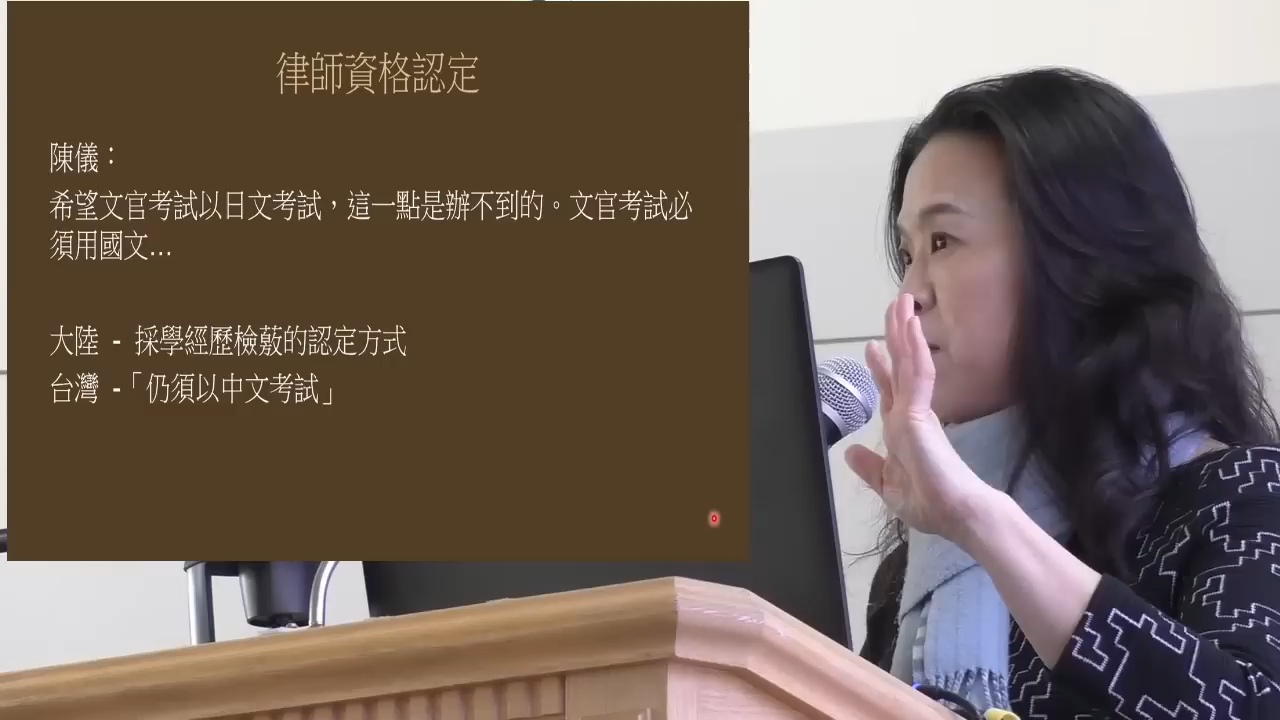 律師資格認定
陳儀：
希望文官考試以日文考試，這一點是辦不到的。文官考試必
須用國文...
大陸 - 採學經歷檢覈的認定方式
台灣 -「仍須以中文考試」